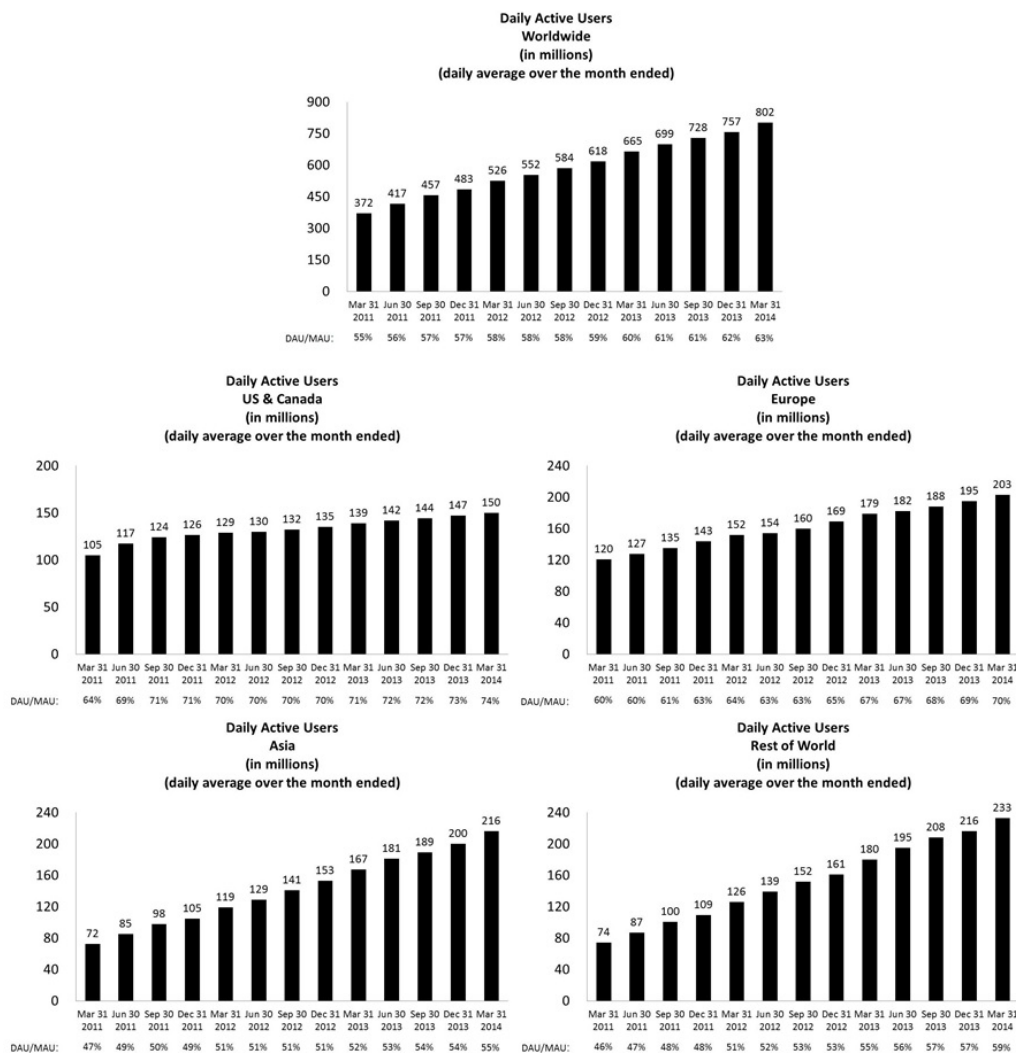 Daily Active Users
Worldwide
(in millions)
(daily average over the month ended)
900
750
600
450
300
150
0
372 417 457 483 526 552 584 618 665 699 728 757 802
Mar 31 Jun 30 Sep 30 Dec 31 Mar 31 Jun 30 Sep 30 Dec 31 Mar 31 Jun 30 Sep 30 Dec 31 Mar 31
2011 2011 2011 2011 2012 2012 2012 2012 2013 2013 2013 2013 2014
DAU/MAU: 55% 56% 57% 57% 58% 58% 58% 59% 60% 61% 61% 62% 63%
Daily Active Users
US & Canada
(in millions)
(daily average over the month ended)
200
150
100
50
0
105 117 124 126 129 130 132 135 139 142 144 147 150
Mar 31 Jun 30 Sep 30 Dec 31 Mar 31 Jun 30 Sep 30 Dec 31 Mar 31 Jun 30 Sep 30 Dec 31 Mar 31
2011 2011 2011 2011 2012 2012 2012 2012 2013 2013 2013 2013 2014
DAU/MAU: 64% 69% 71% 71% 70% 70% 70% 70% 71% 72% 72% 73% 74%
Daily Active Users
Europe
(in millions)
(daily average over the month ended)
240
200
160
120
80
40
0
120 127 135 143 152 154 160 169 179 182 188 195 203
Mar 31 Jun 30 Sep 30 Dec 31 Mar 31 Jun 30 Sep 30 Dec 31 Mar 31 Jun 30 Sep 30 Dec 31 Mar 31
2011 2011 2011 2011 2012 2012 2012 2012 2013 2013 2013 2013 2014
DAU/MAU: 60% 60% 61% 63% 64% 63% 63% 65% 67% 67% 68% 69% 70%
Daily Active Users
Asia
(in millions)
(daily average over the month ended)
240
200
160
120
80
40
0
72 85 98 105 119 129 141 153 167 181 189 200 216
Mar 31 Jun 30 Sep 30 Dec 31 Mar 31 Jun 30 Sep 30 Dec 31 Mar 31 Jun 30 Sep 30 Dec 31 Mar 31
2011 2011 2011 2011 2012 2012 2012 2012 2013 2013 2013 2013 2014
DAU/MAU: 47% 49% 50% 49% 51% 51% 51% 51% 52% 53% 54% 54% 55%
Daily Active Users
Rest of World
(in millions)
(daily average over the month ended)
240
200
160
120
80
40
0
74 87 100 109 126 139 152 161 180 195 208 216 233
Mar 31 Jun 30 Sep 30 Dec 31 Mar 31 Jun 30 Sep 30 Dec 31 Mar 31 Jun 30 Sep 30 Dec 31 Mar 31
2011 2011 2011 2011 2012 2012 2012 2012 2013 2013 2013 2013 2014
DAU/MAU: 46% 47% 48% 48% 51% 52% 53% 53% 55% 56% 57% 57% 59%